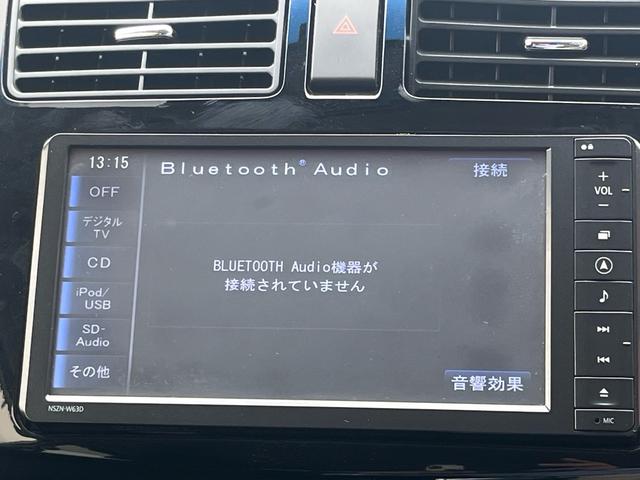 13:15
Bluetooth® Audio
接続
OFF
デジタル
TV
CD
iPod/
USB
SD-
Audio
その他
BLUETOOTH Audio機器が
接続されていません
音響効果
NSZN-W63D
+
VOL
-
MIC